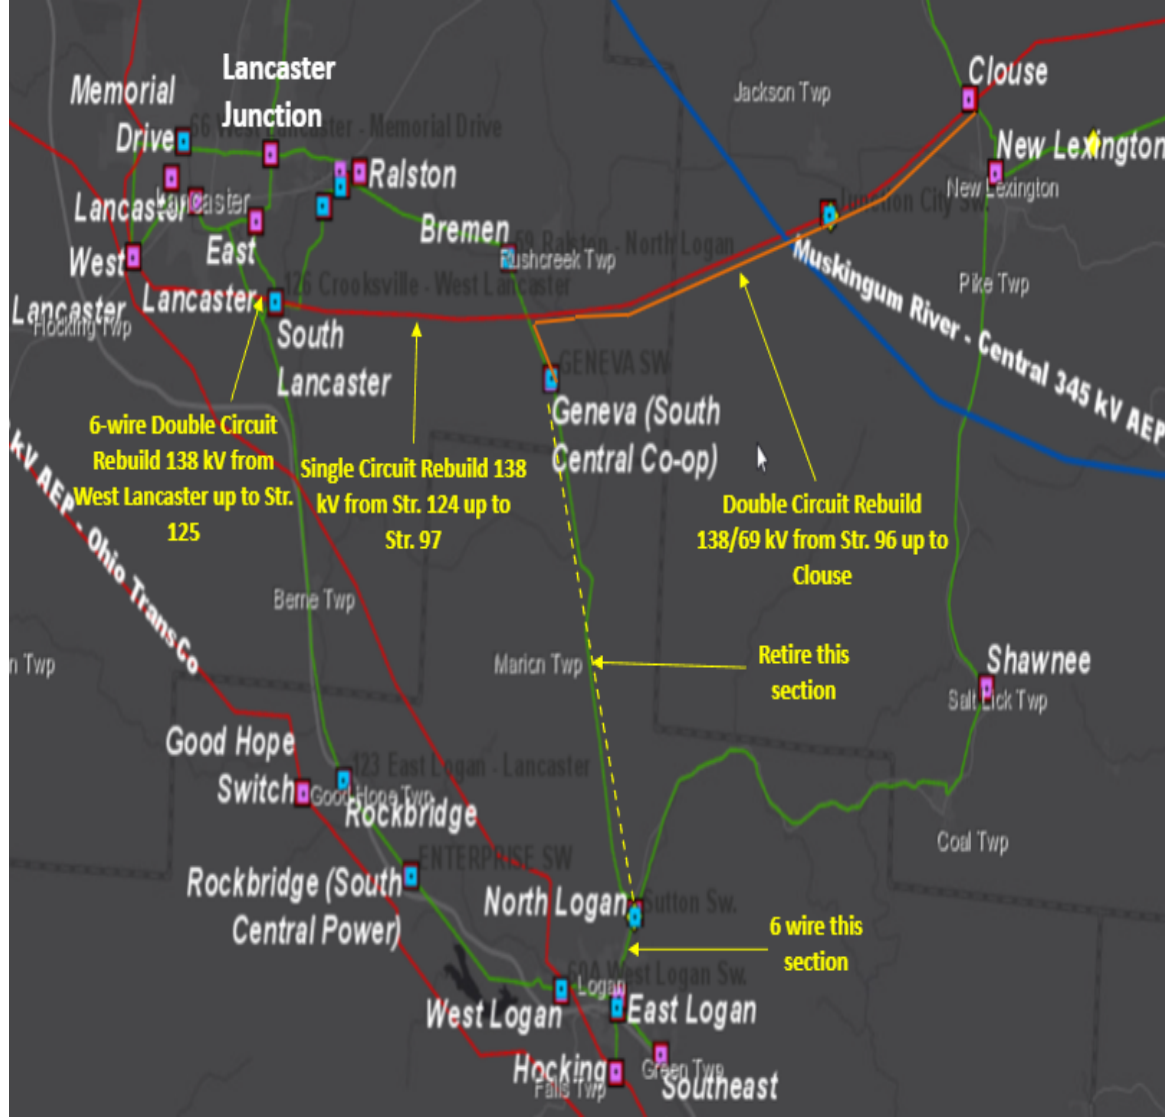 Lancaster
Junction
Memorial
Drive
66 West Lancaster - Memorial Drive
Jackson Twp
Clouse
New Lexington
New Lexington
Ralston
Lancaster
Lancaster
East
Bremen
69 Ralston - North Logan
Rushcreek Twp
Junction City Sw.
West
Lancaster
Lancaster
126 Crooksville - West Lancaster
Hocking Twp
Pike Twp
Muskingum River - Central 345 kV AEP
South
Lancaster
GENEVA SW
Geneva (South
Central Co-op)
6-wire Double Circuit
Rebuild 138 kV from
West Lancaster up to Str.
125
Single Circuit Rebuild 138
kV from Str. 124 up to
Str. 97
Double Circuit Rebuild
138/69 kV from Str. 96 up to
Clouse
kV AEP - Ohio TransCo
Berne Twp
n Twp
Marion Twp
Retire this
section
Shawnee
Salt Lick Twp
Good Hope
Switch
123 East Logan - Lancaster
Good Hope Twp
Rockbridge
Coal Twp
ENTERPRISE SW
Rockbridge (South
Central Power)
North Logan
Sutton Sw.
6 wire this
section
69A West Logan Sw.
Logan
West Logan
East Logan
Hocking
Falls Twp
Green Twp
Southeast